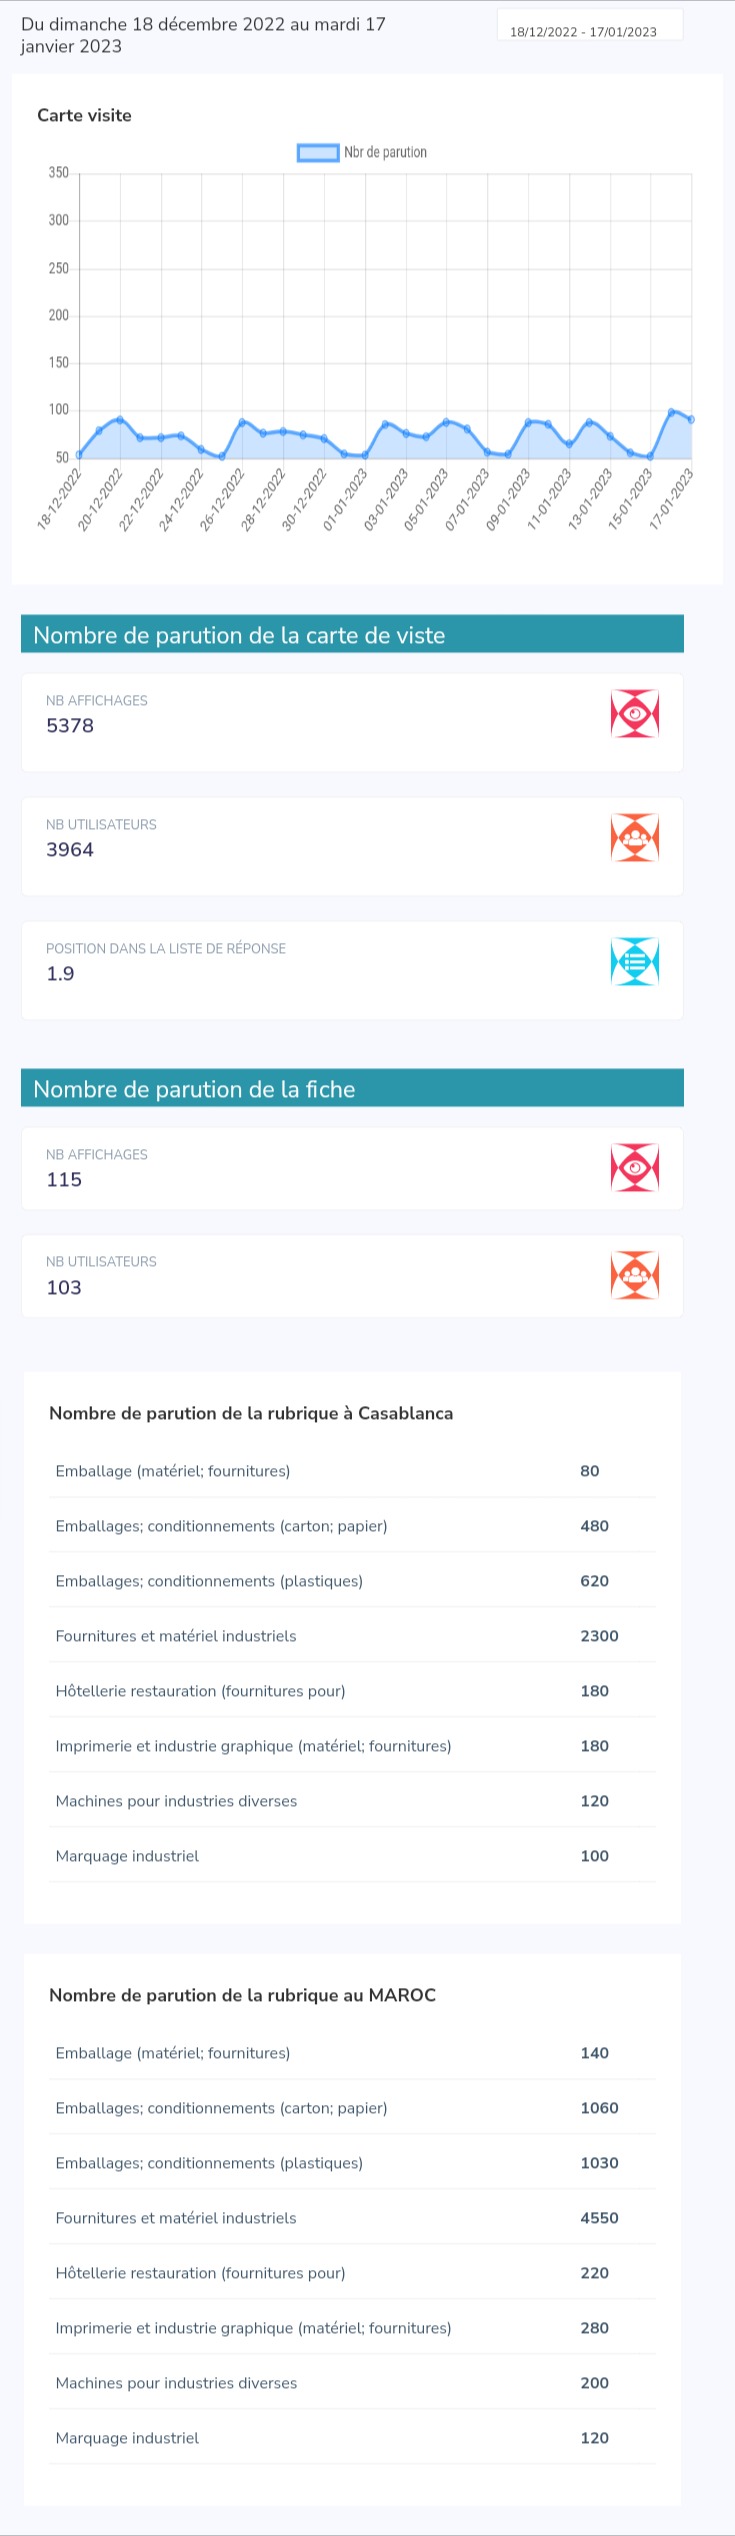 Du dimanche 18 décembre 2022 au mardi 17
janvier 2023
18/12/2022 - 17/01/2023
Carte visite
Nbr de parution
350
300
250
200
150
100
50
18-12-2022
20-12-2022
22-12-2022
24-12-2022
26-12-2022
28-12-2022
30-12-2022
01-01-2023
03-01-2023
05-01-2023
07-01-2023
09-01-2023
11-01-2023
13-01-2023
15-01-2023
17-01-2023
Nombre de parution de la carte de viste
NB AFFICHAGES
5378
NB UTILISATEURS
3964
POSITION DANS LA LISTE DE RÉPONSE
1.9
Nombre de parution de la fiche
NB AFFICHAGES
115
NB UTILISATEURS
103
Nombre de parution de la rubrique à Casablanca
Emballage (matériel; fournitures) 80
Emballages; conditionnements (carton; papier) 480
Emballages; conditionnements (plastiques) 620
Fournitures et matériel industriels 2300
Hôtellerie restauration (fournitures pour) 180
Imprimerie et industrie graphique (matériel; fournitures) 180
Machines pour industries diverses 120
Marquage industriel 100
Nombre de parution de la rubrique au MAROC
Emballage (matériel; fournitures) 140
Emballages; conditionnements (carton; papier) 1060
Emballages; conditionnements (plastiques) 1030
Fournitures et matériel industriels 4550
Hôtellerie restauration (fournitures pour) 220
Imprimerie et industrie graphique (matériel; fournitures) 280
Machines pour industries diverses 200
Marquage industriel 120